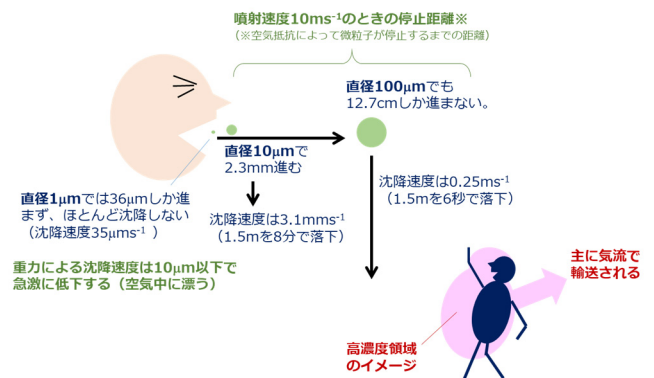 噴射速度10ms⁻¹のときの停止距離※
（※空気抵抗によって微粒子が停止するまでの距離）
直径100μmでも
12.7cmしか進まない。
直径10μmで
2.3mm進む
直径1μmでは36μmしか進
まず、ほとんど沈降しない
（沈降速度35μms⁻¹ ）
沈降速度は3.1mms⁻¹
（1.5mを8分で落下）
沈降速度は0.25ms⁻¹
（1.5mを6秒で落下）
重力による沈降速度は10μm以下で
急激に低下する（空気中に漂う）
主に気流で
輸送される
高濃度領域
のイメージ